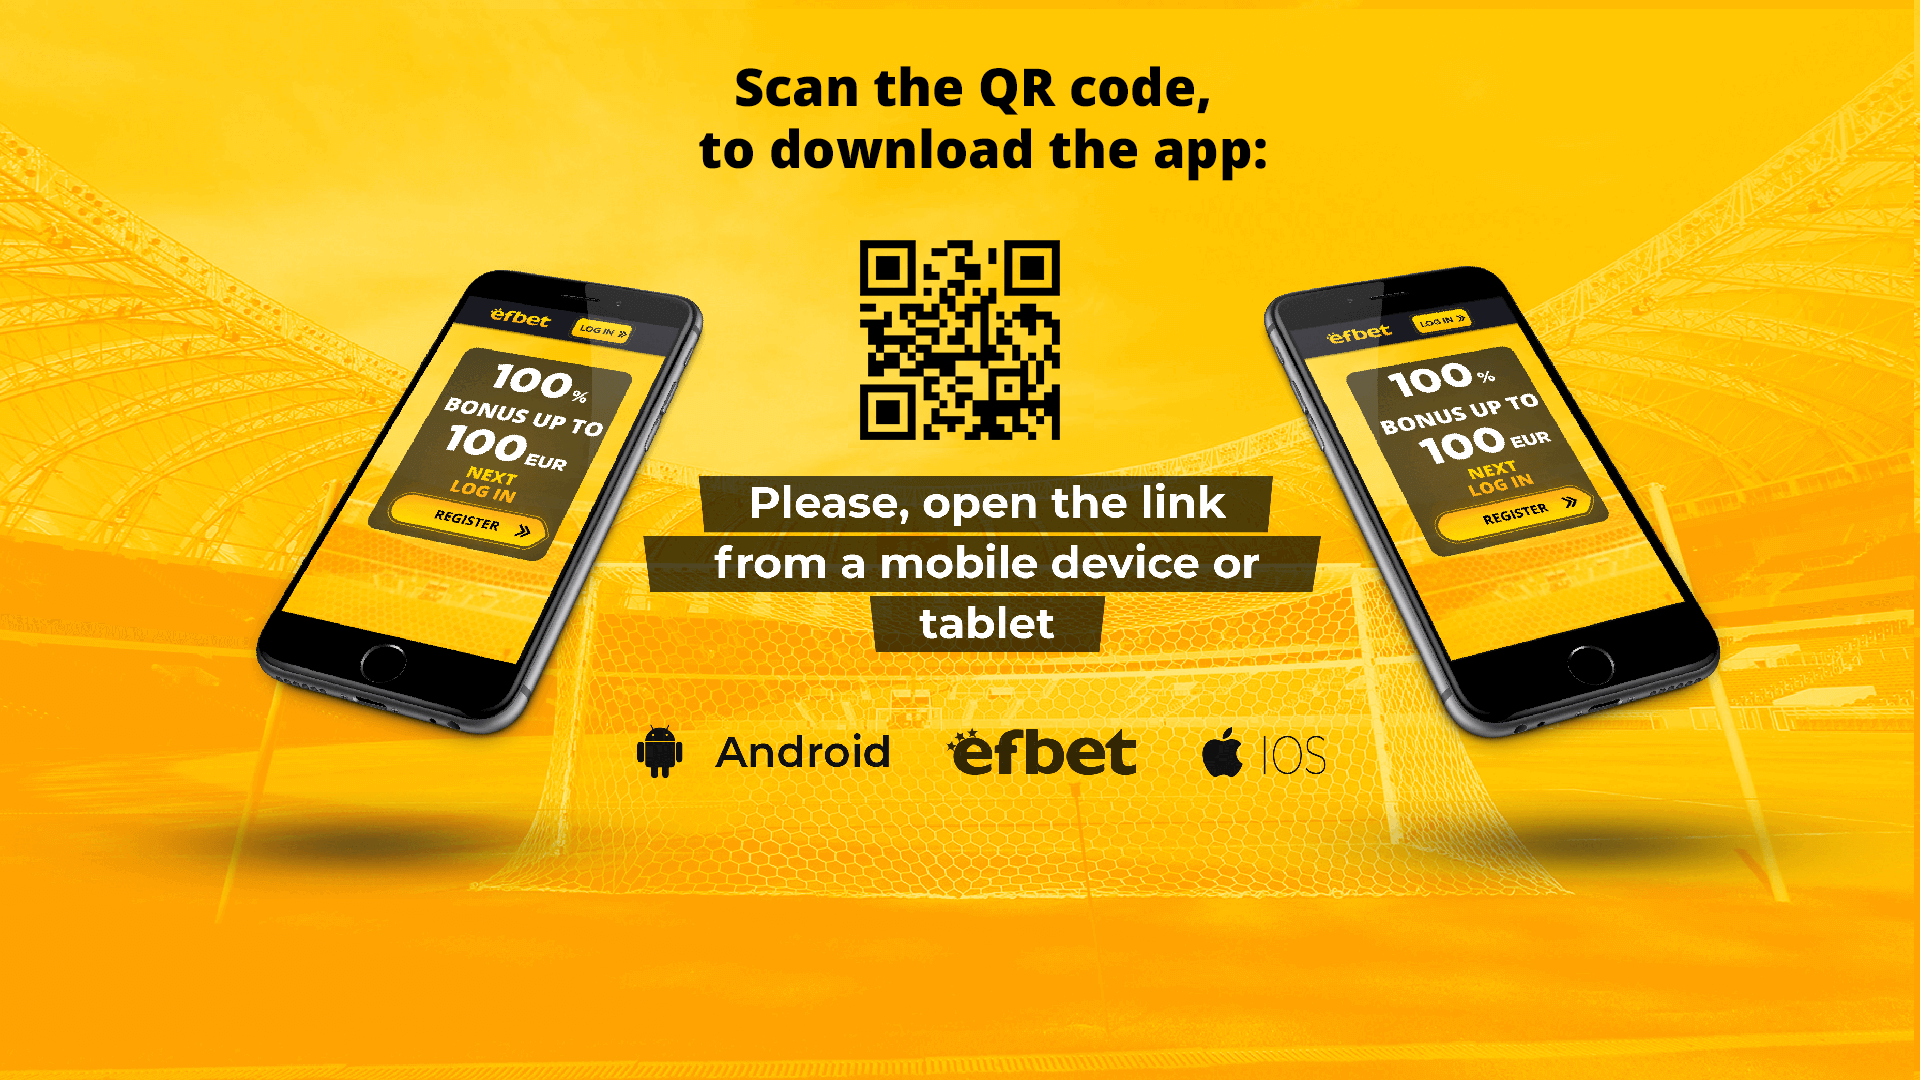 Scan the QR code,
to download the app:
efbet
LOG IN
100%
BONUS UP TO
100 EUR
NEXT
LOG IN
REGISTER
efbet
LOG IN
100%
BONUS UP TO
100 EUR
NEXT
LOG IN
REGISTER
Please, open the link
from a mobile device or
tablet
Android
efbet
IOS